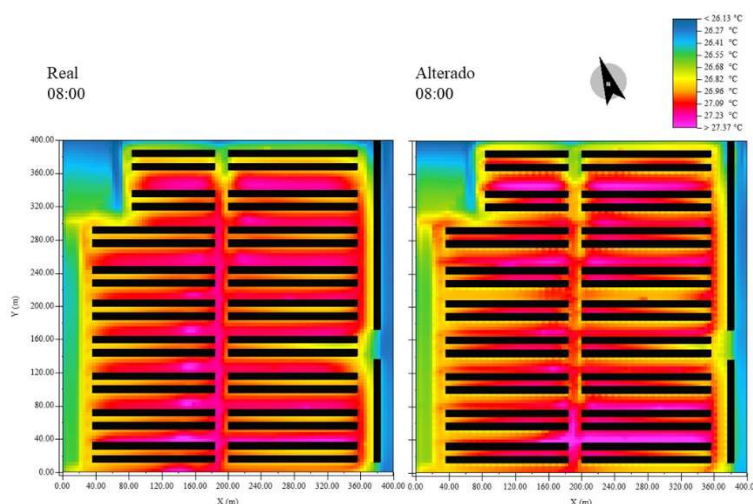 < 26.13 °C
26.27 °C
26.41 °C
26.55 °C
26.68 °C
26.82 °C
26.96 °C
27.09 °C
27.23 °C
> 27.37 °C
Real
08:00
Alterado
08:00
N
400.00
360.00
320.00
280.00
240.00
200.00
160.00
120.00
80.00
40.00
0.00
Y (m)
0.00 40.00 80.00 120.00 160.00 200.00 240.00 280.00 320.00 360.00 400.00
X (m)
0.00 40.00 80.00 120.00 160.00 200.00 240.00 280.00 320.00 360.00 400.00
X (m)